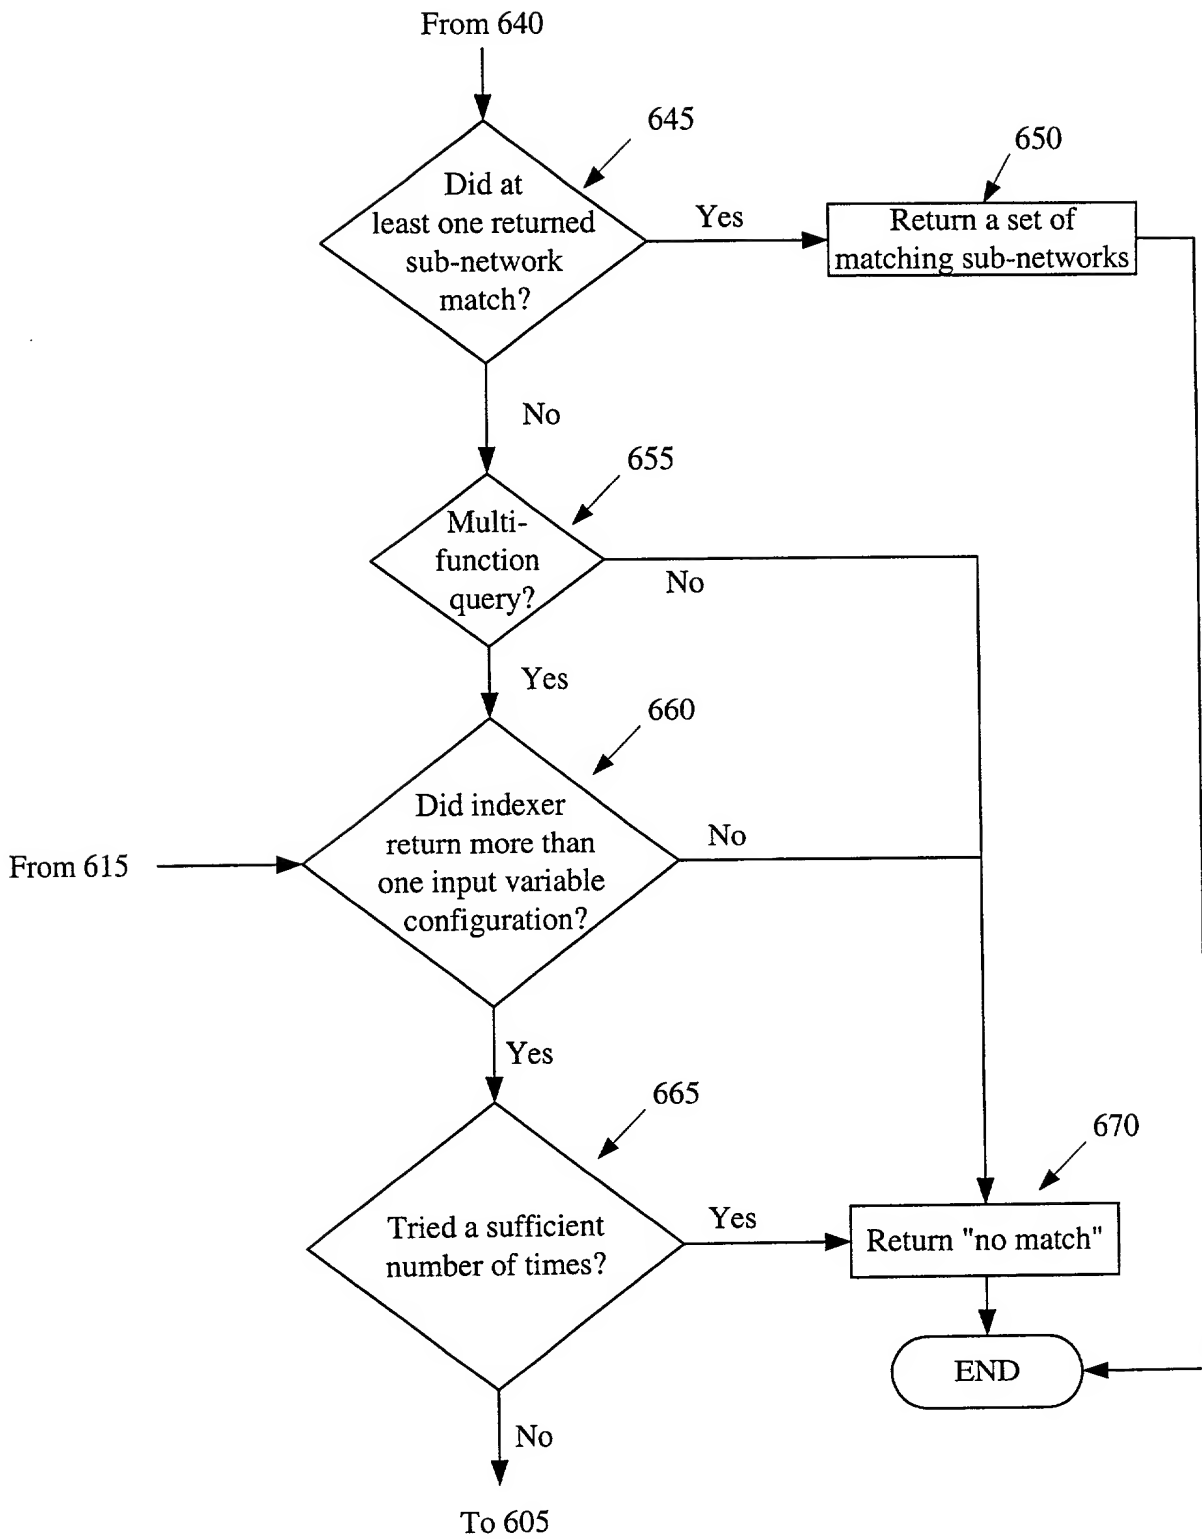 From 640
645
Did at
least one returned
sub-network
match?
Yes
650
Return a set of
matching sub-networks
No
655
Multi-
function
query?
No
Yes
660
Did indexer
return more than
one input variable
configuration?
No
From 615
Yes
665
Tried a sufficient
number of times?
Yes
670
Return "no match"
END
No
To 605